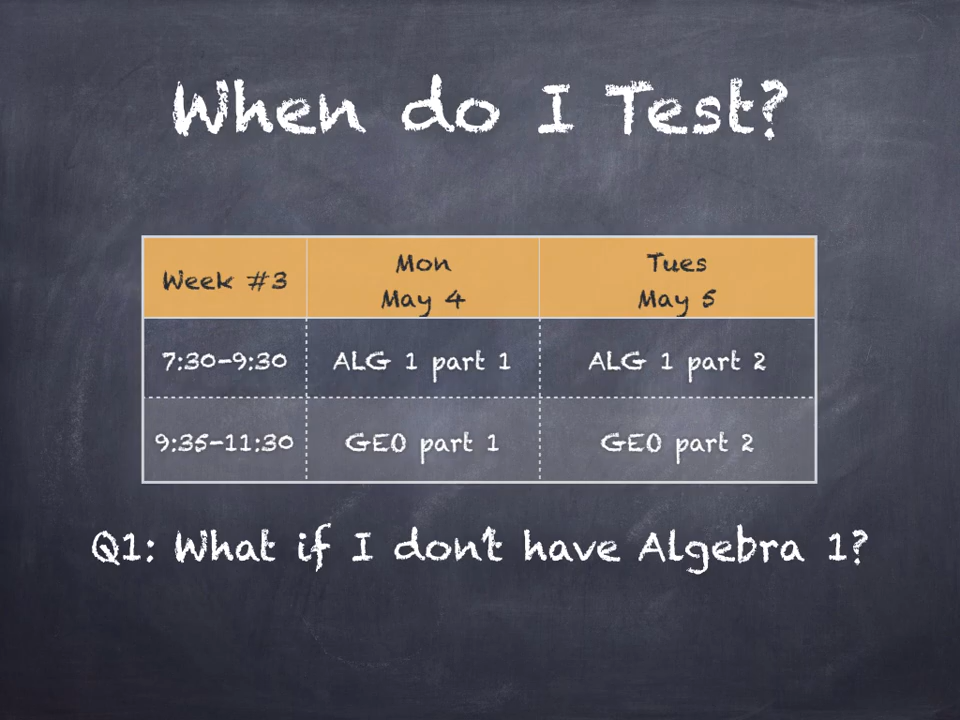 When do I Test?
Week #3
Mon
May 4
Tues
May 5
7:30-9:30
ALG 1 part 1
ALG 1 part 2
9:35-11:30
GEO part 1
GEO part 2
Q1: What if I don't have Algebra 1?